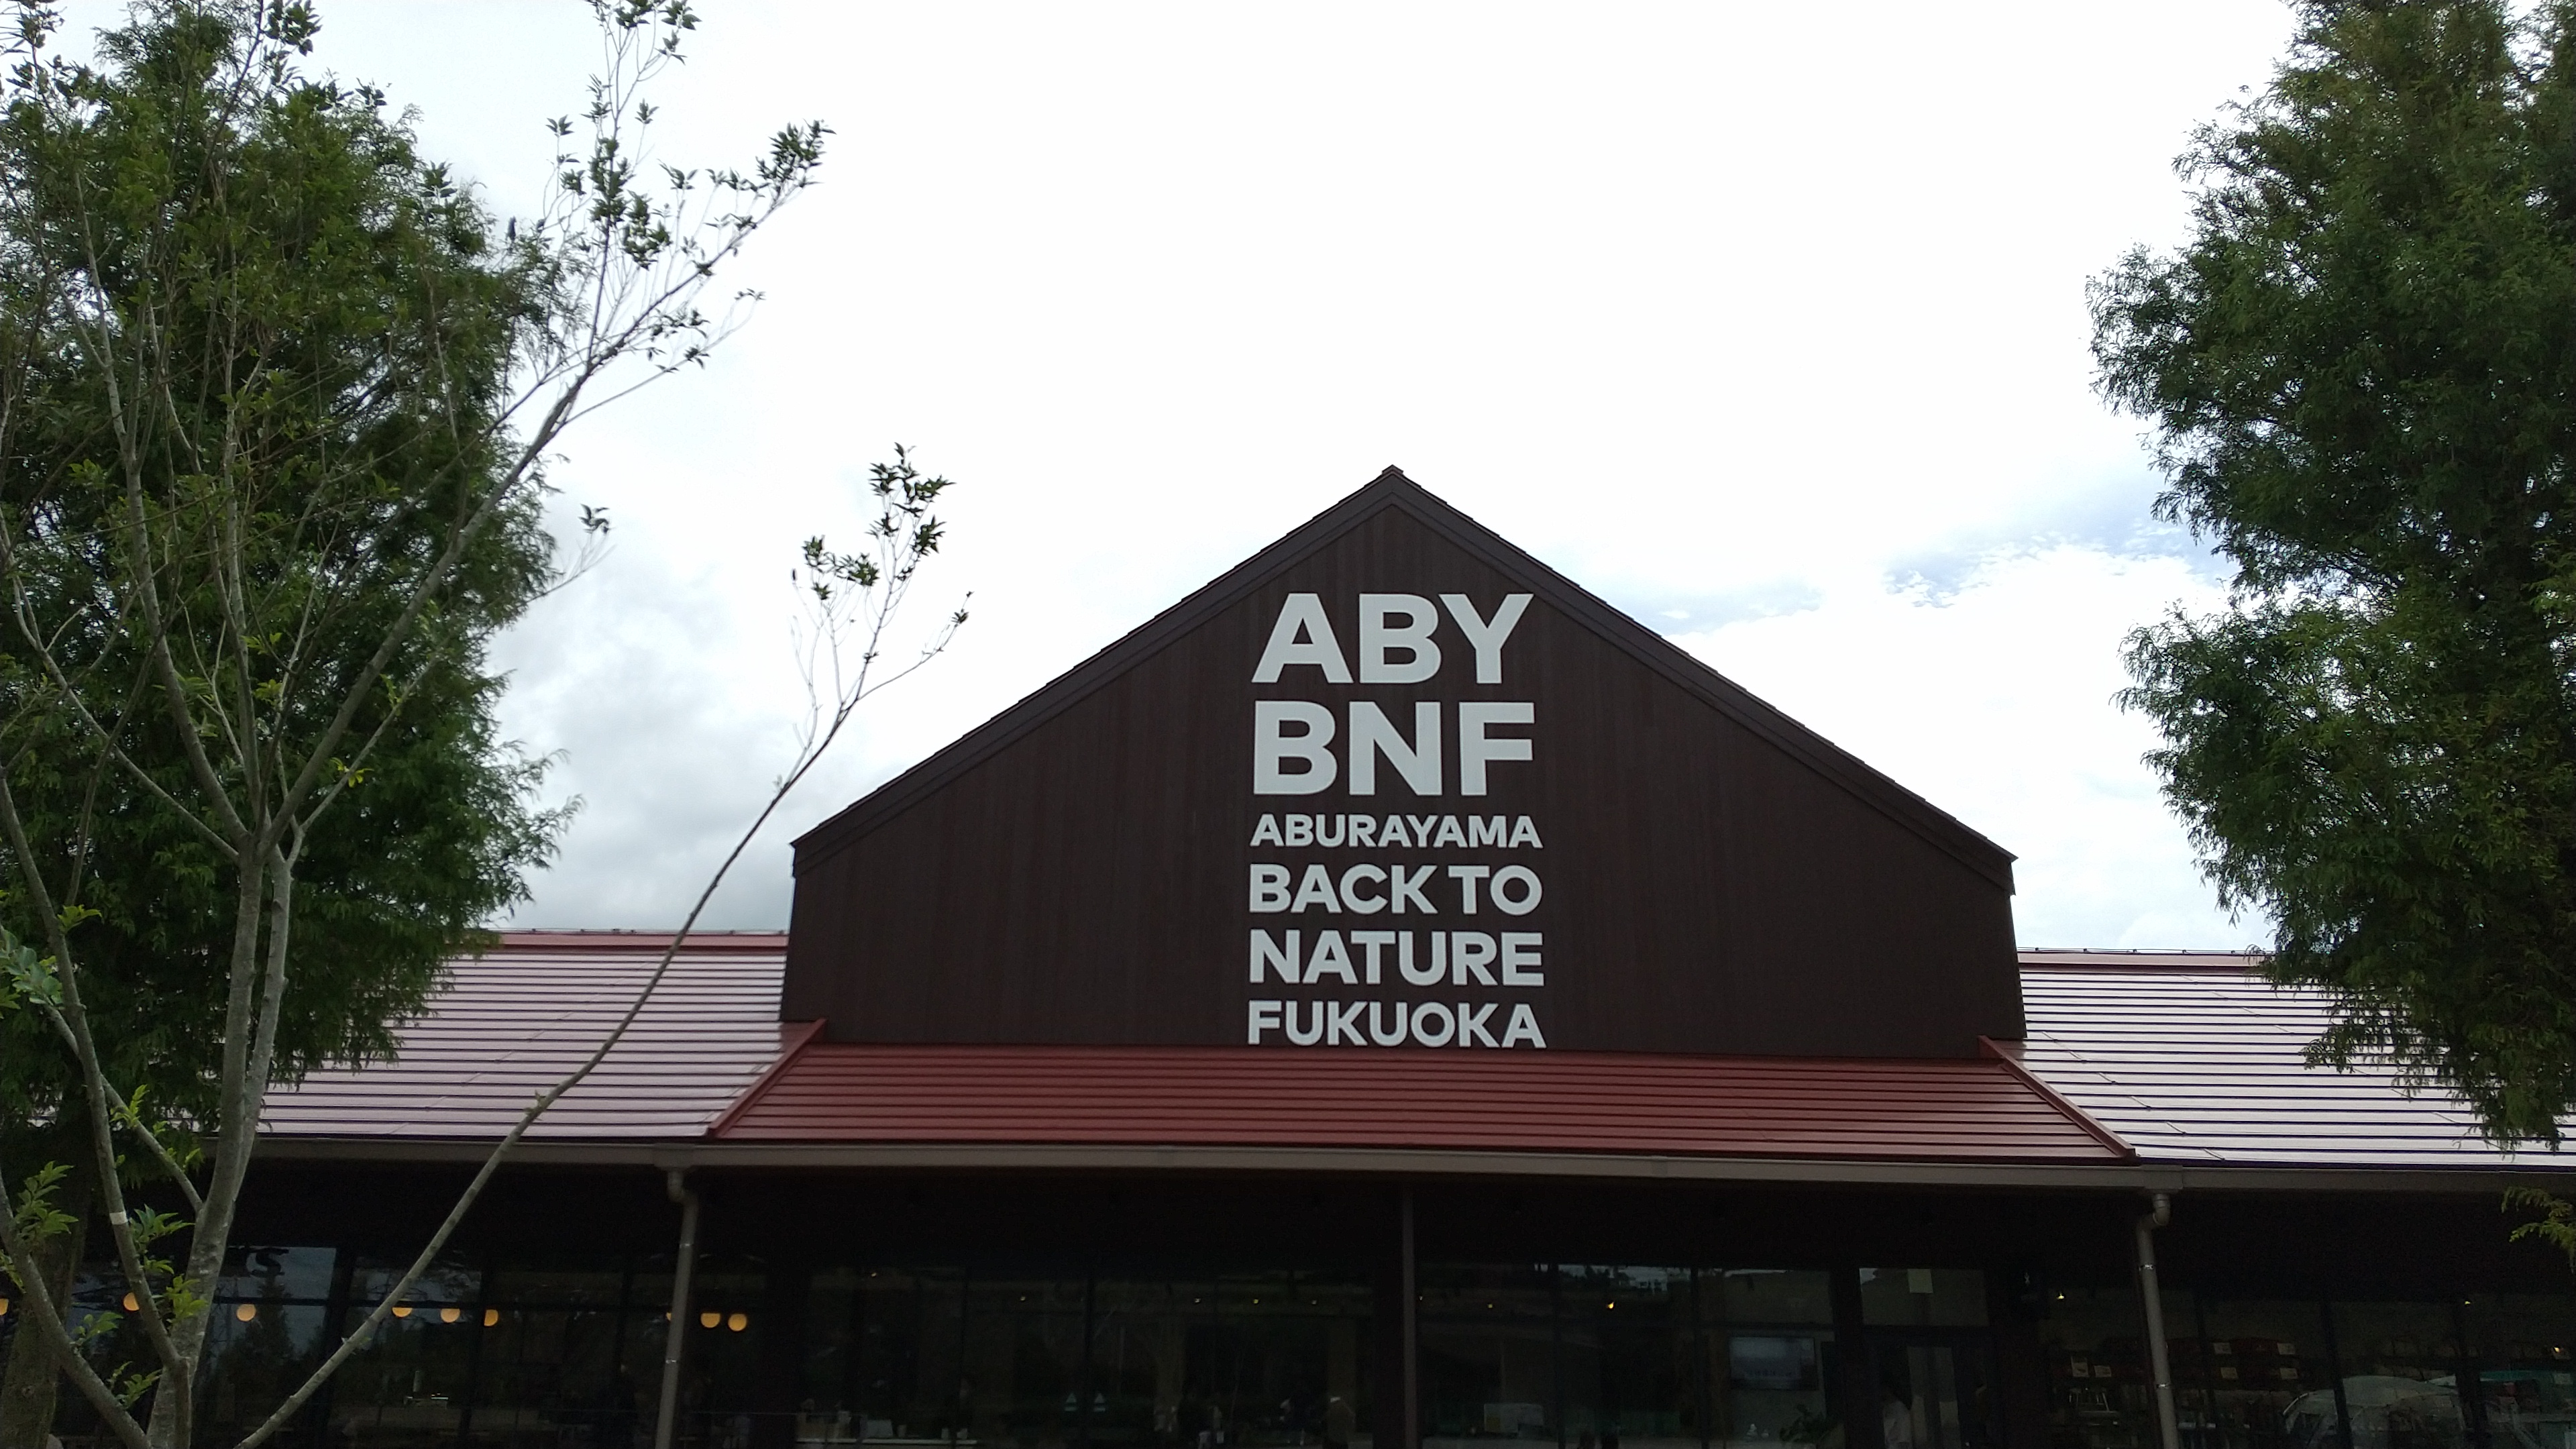 ABY
BNF
ABURAYAMA
BACK TO
NATURE
FUKUOKA